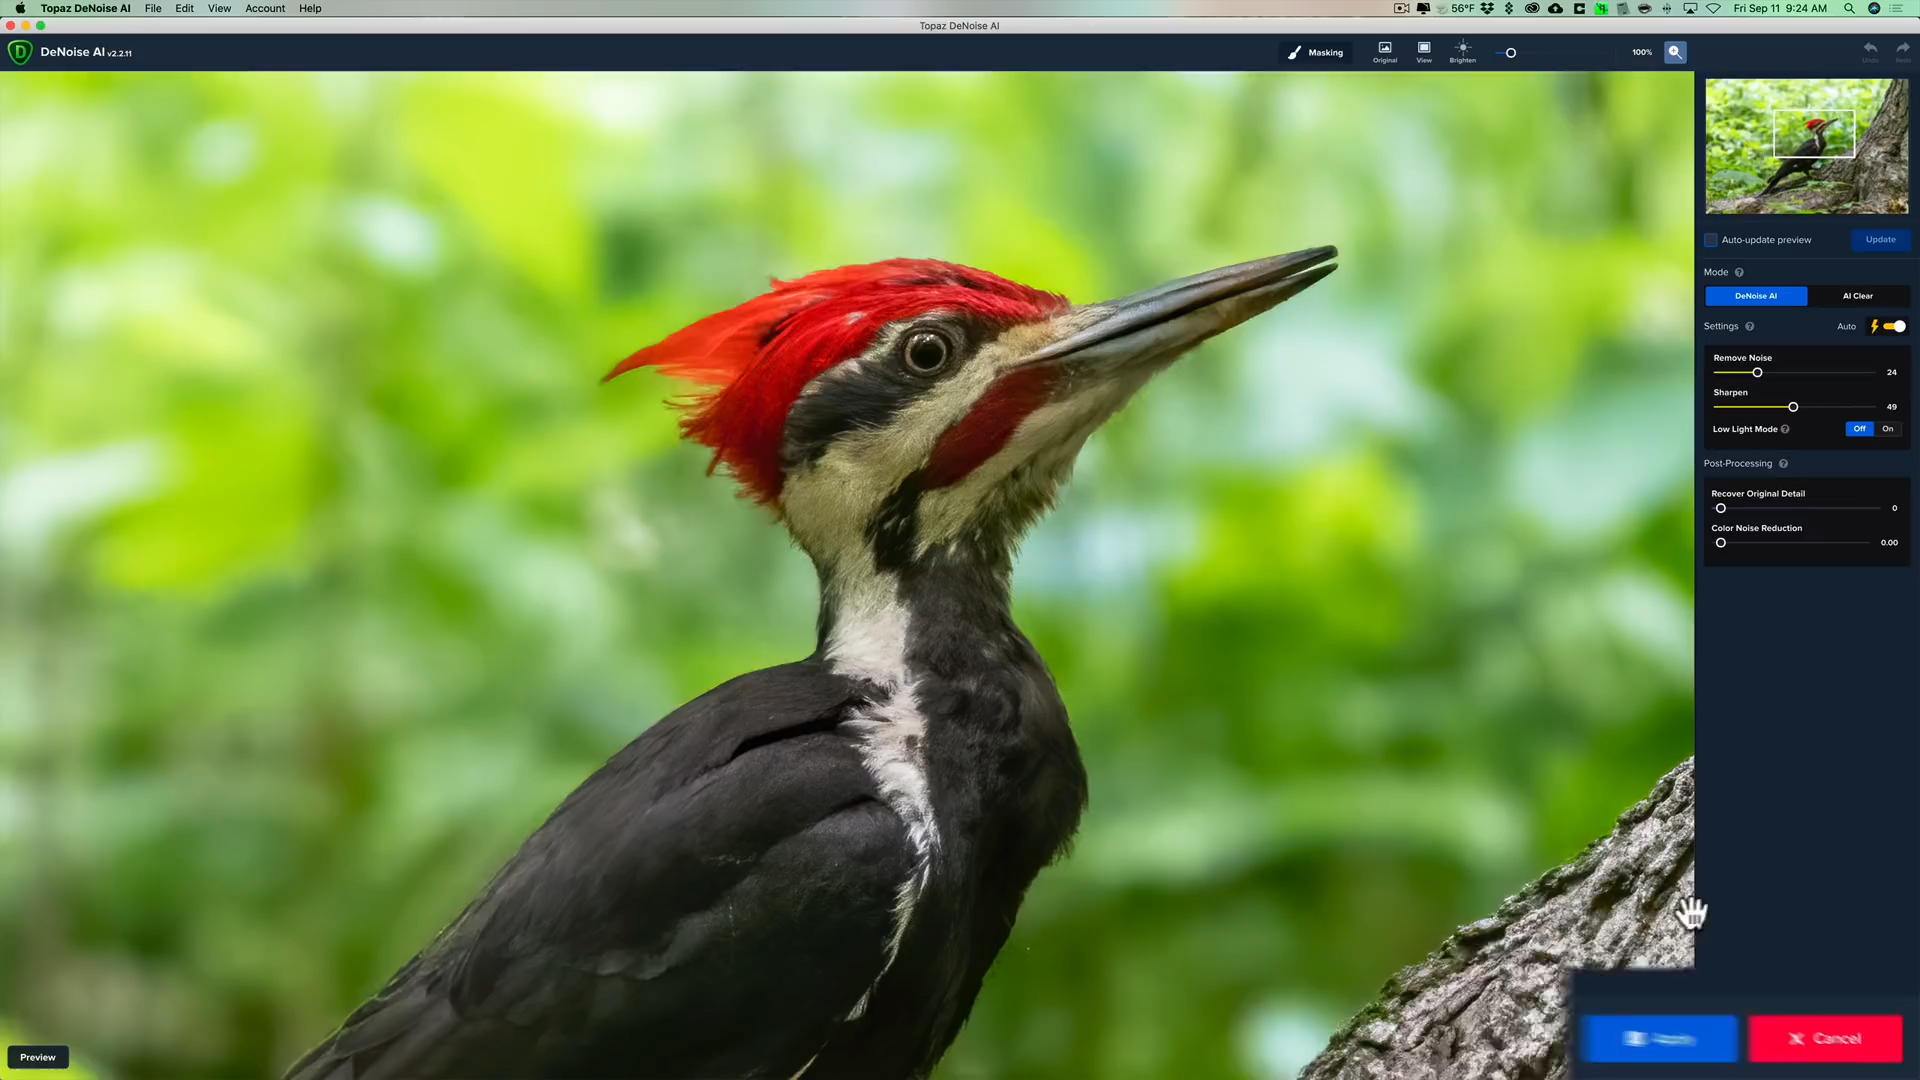 Topaz DeNoise AI File Edit View Account Help 56°F Fri Sep 11 9:24 AM
Topaz DeNoise AI
DeNoise AI v2.2.11 Masking Original View Brighten 100% Undo Redo
Auto-update preview Update
Mode
DeNoise AI AI Clear
Settings Auto
Remove Noise
24
Sharpen
49
Low Light Mode Off On
Post-Processing
Recover Original Detail
0
Color Noise Reduction
0.00
Cancel
Preview